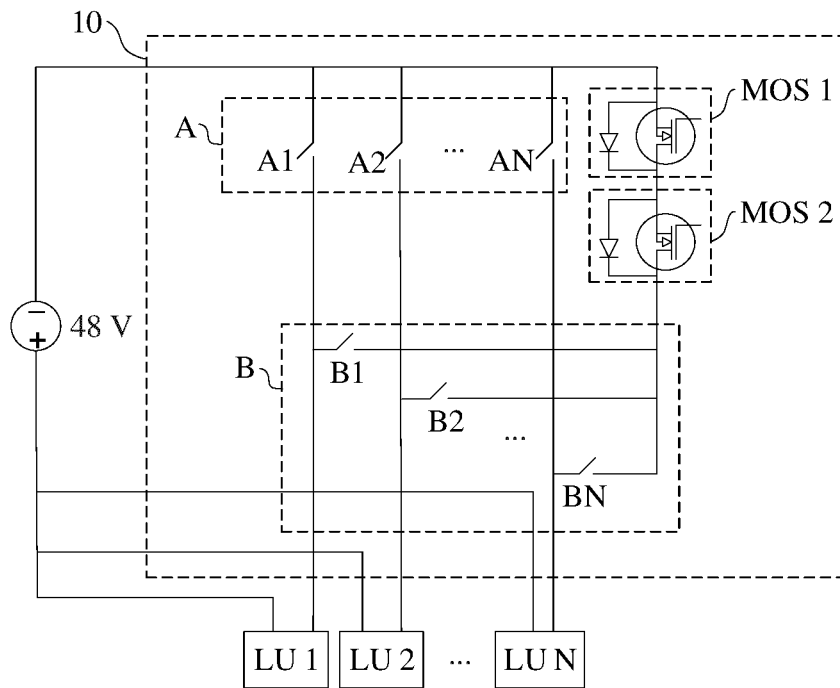 10
A
A1
A2
...
AN
MOS 1
MOS 2
−
+
48 V
B
B1
B2
...
BN
LU 1
LU 2
...
LU N